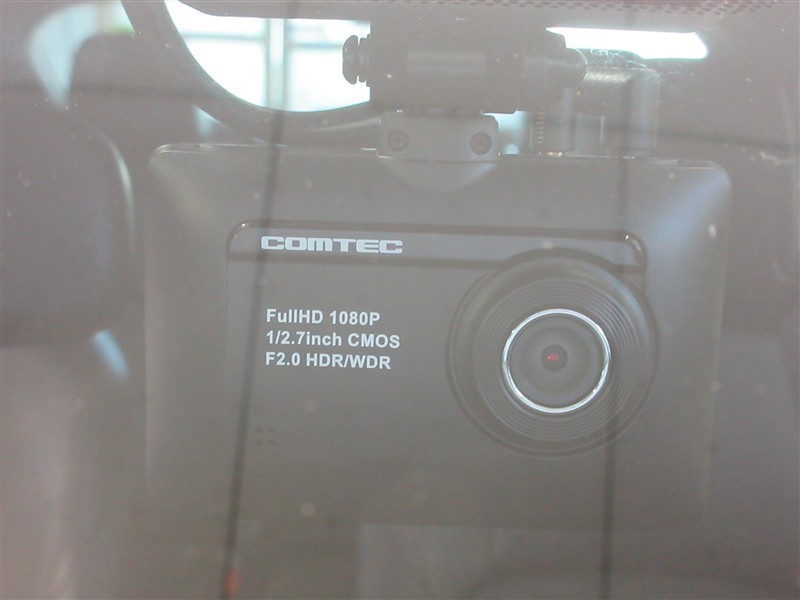 COMTEC
FullHD 1080P
1/2.7inch CMOS
F2.0 HDR/WDR